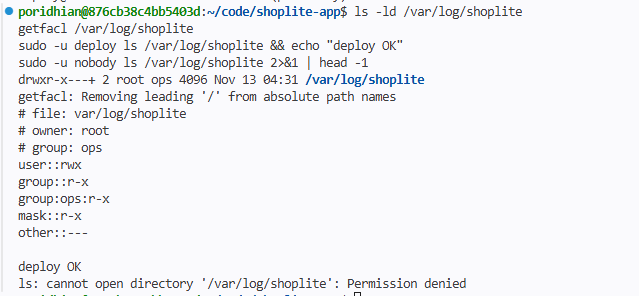 poridhian@876cb38c4bb5403d:~/code/shoplite-app$ ls -ld /var/log/shoplite
getfacl /var/log/shoplite
sudo -u deploy ls /var/log/shoplite && echo "deploy OK"
sudo -u nobody ls /var/log/shoplite 2>&1 | head -1
drwxr-x---+ 2 root ops 4096 Nov 13 04:31 /var/log/shoplite
getfacl: Removing leading '/' from absolute path names
# file: var/log/shoplite
# owner: root
# group: ops
user::rwx
group::r-x
group:ops:r-x
mask::r-x
other::---
deploy OK
ls: cannot open directory '/var/log/shoplite': Permission denied